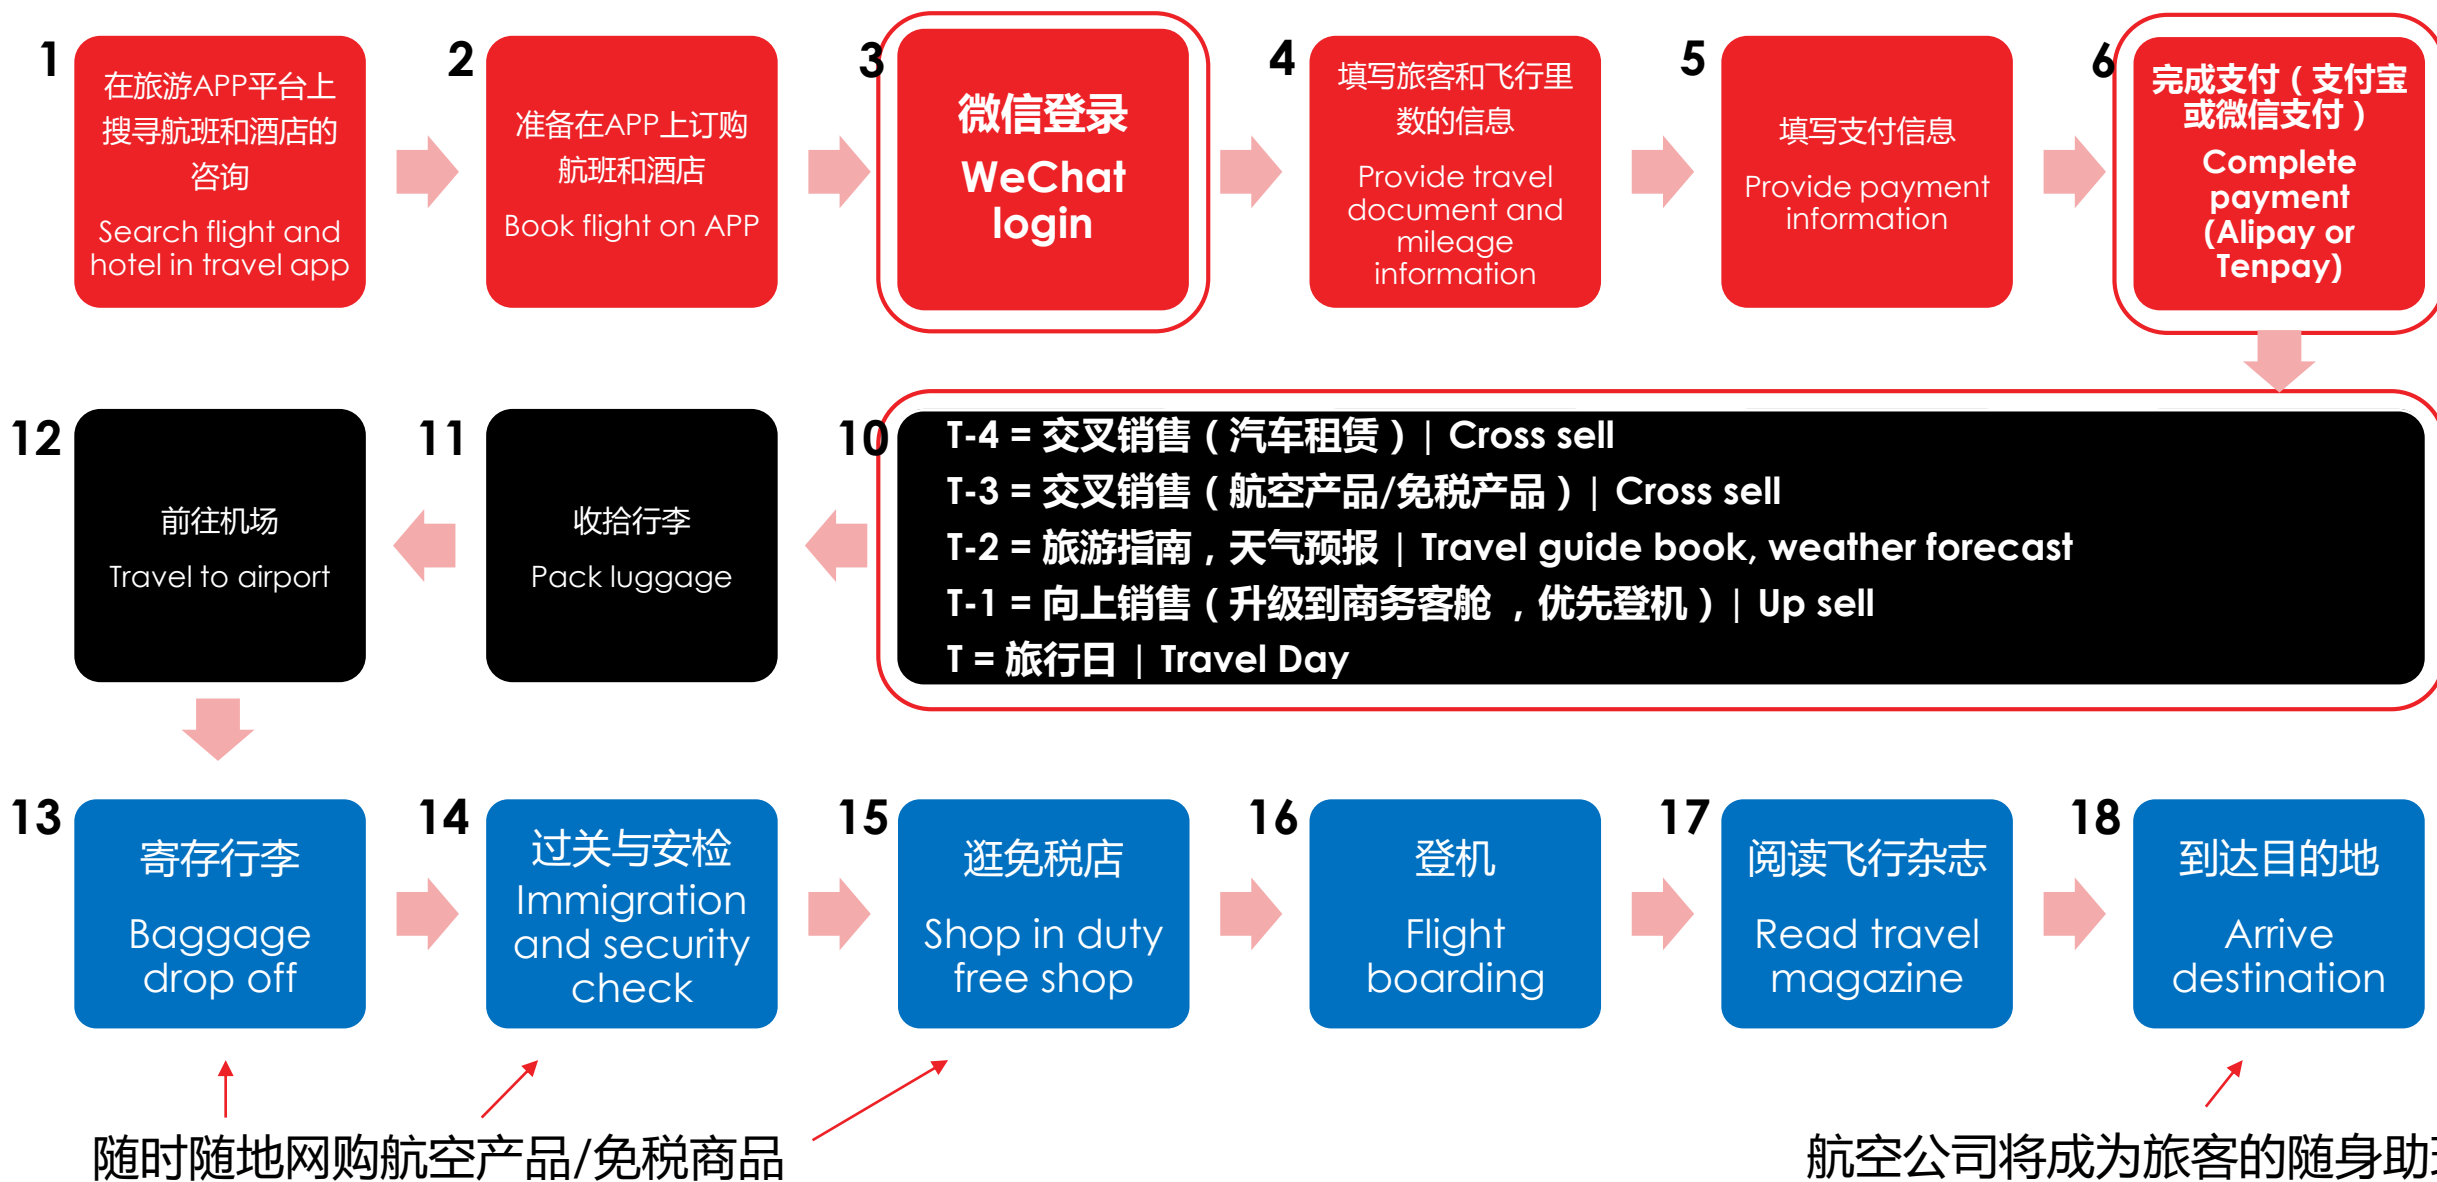 1
在旅游APP平台上
搜寻航班和酒店的
咨询
Search flight and
hotel in travel app
2
准备在APP上订购
航班和酒店
Book flight on APP
3
微信登录
WeChat
login
4
填写旅客和飞行里
数的信息
Provide travel
document and
mileage
information
5
填写支付信息
Provide payment
information
6
完成支付（支付宝
或微信支付）
Complete
payment
(Alipay or
Tenpay)
10
T-4 = 交叉销售（汽车租赁）| Cross sell
T-3 = 交叉销售（航空产品/免税产品）| Cross sell
T-2 = 旅游指南，天气预报 | Travel guide book, weather forecast
T-1 = 向上销售（升级到商务客舱 ，优先登机）| Up sell
T = 旅行日 | Travel Day
11
收拾行李
Pack luggage
12
前往机场
Travel to airport
13
寄存行李
Baggage
drop off
14
过关与安检
Immigration
and security
check
15
逛免税店
Shop in duty
free shop
16
登机
Flight
boarding
17
阅读飞行杂志
Read travel
magazine
18
到达目的地
Arrive
destination
随时随地网购航空产品/免税商品
航空公司将成为旅客的随身助